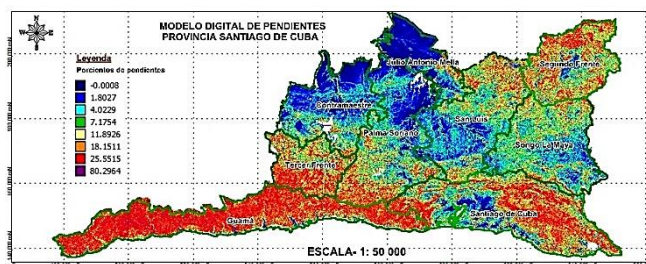 MODELO DIGITAL DE PENDIENTES
PROVINCIA SANTIAGO DE CUBA
N
W
E
S
Leyenda
Porcientos de pendientes
-0.0008
1.8027
4.0229
7.1754
11.8926
18.1511
25.5515
80.2964
Julio Antonio Mella
Segundo Frente
Contramaestre
San Luis
Palma Soriano
Songo La Maya
Tercer Frente
Guamá
Santiago de Cuba
ESCALA- 1: 50 000